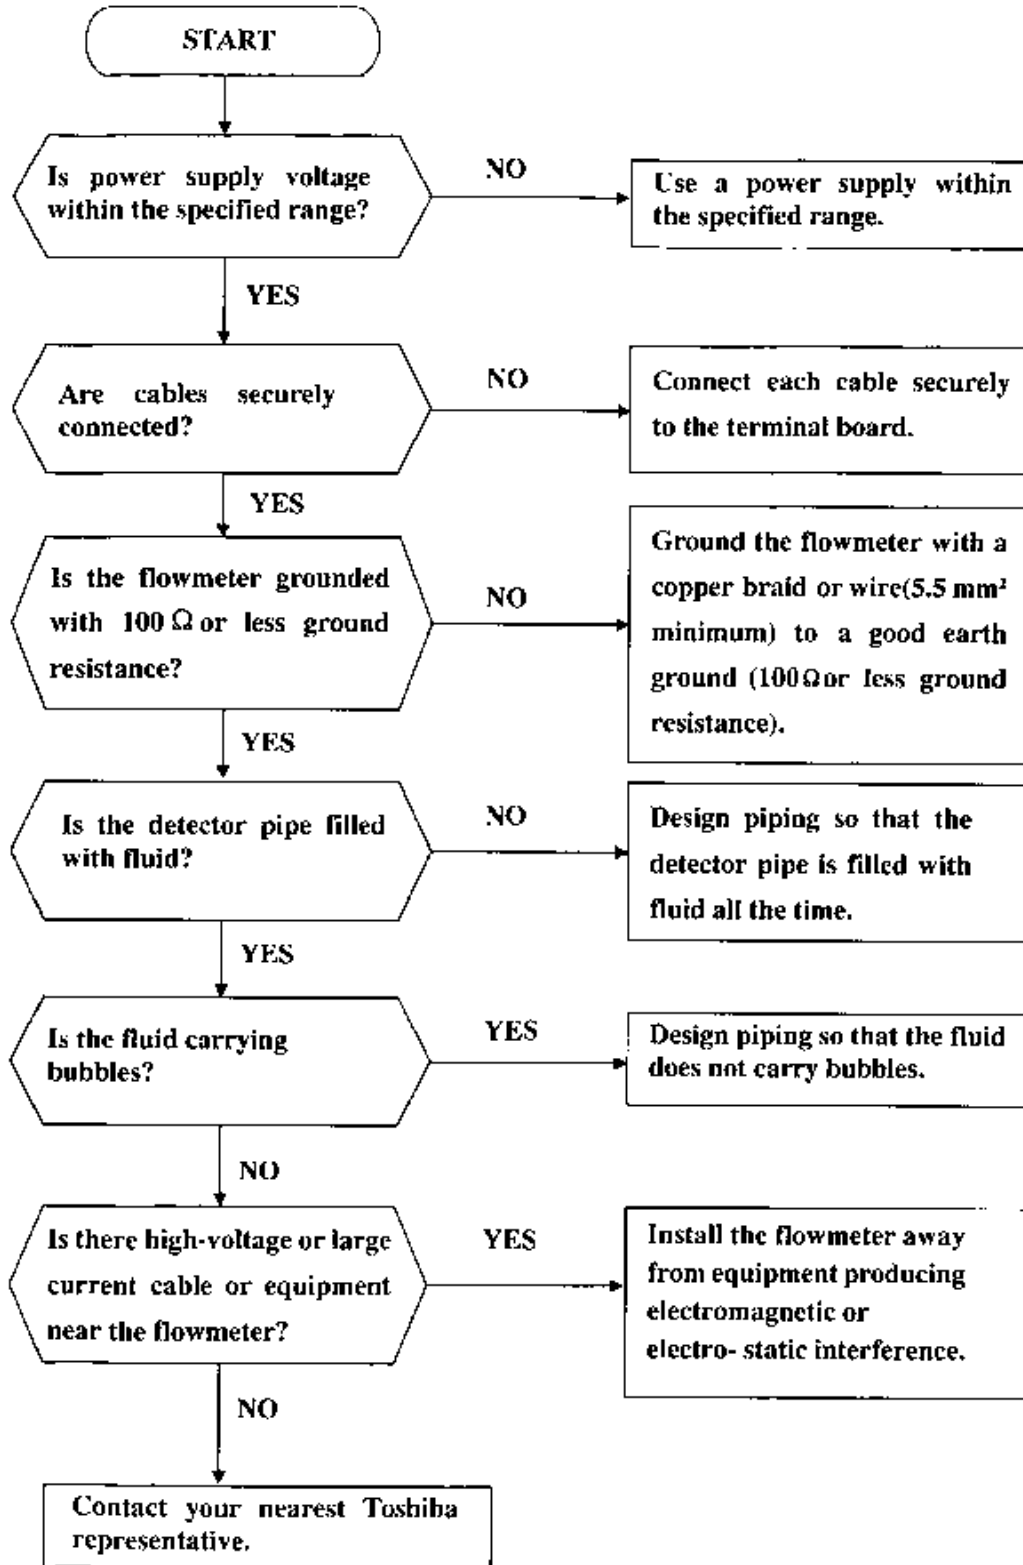 START
Is power supply voltage
within the specified range?
NO
Use a power supply within
the specified range.
YES
Are cables securely
connected?
NO
Connect each cable securely
to the terminal board.
YES
Is the flowmeter grounded
with 100 Ω or less ground
resistance?
NO
Ground the flowmeter with a
copper braid or wire(5.5 mm²
minimum) to a good earth
ground (100Ωor less ground
resistance).
YES
Is the detector pipe filled
with fluid?
NO
Design piping so that the
detector pipe is filled with
fluid all the time.
YES
Is the fluid carrying
bubbles?
YES
Design piping so that the fluid
does not carry bubbles.
NO
Is there high-voltage or large
current cable or equipment
near the flowmeter?
YES
Install the flowmeter away
from equipment producing
electromagnetic or
electro- static interference.
NO
Contact your nearest Toshiba
representative.